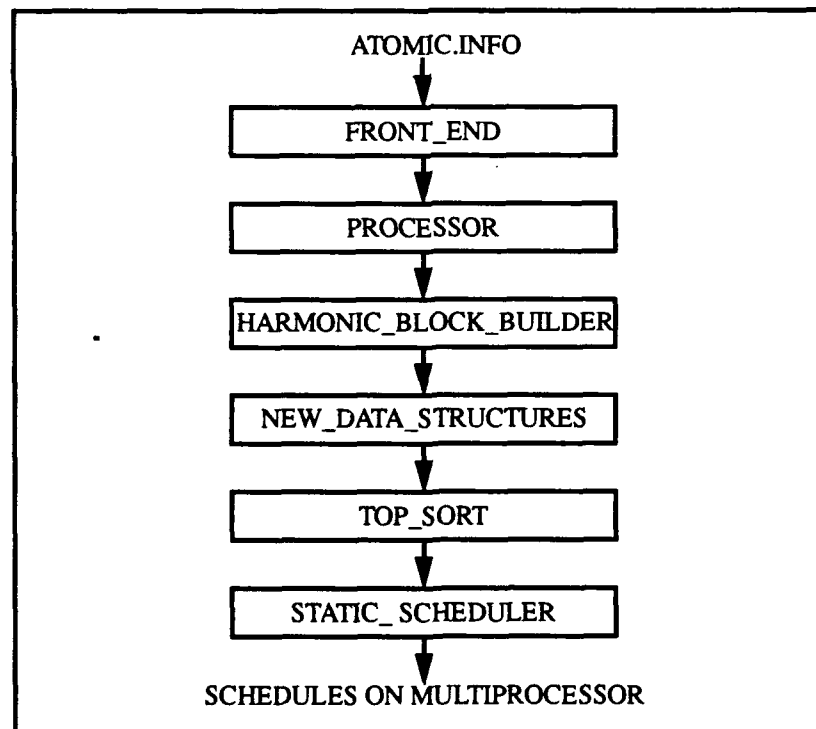 ATOMIC.INFO
FRONT_END
PROCESSOR
HARMONIC_BLOCK_BUILDER
NEW_DATA_STRUCTURES
TOP_SORT
STATIC_ SCHEDULER
SCHEDULES ON MULTIPROCESSOR